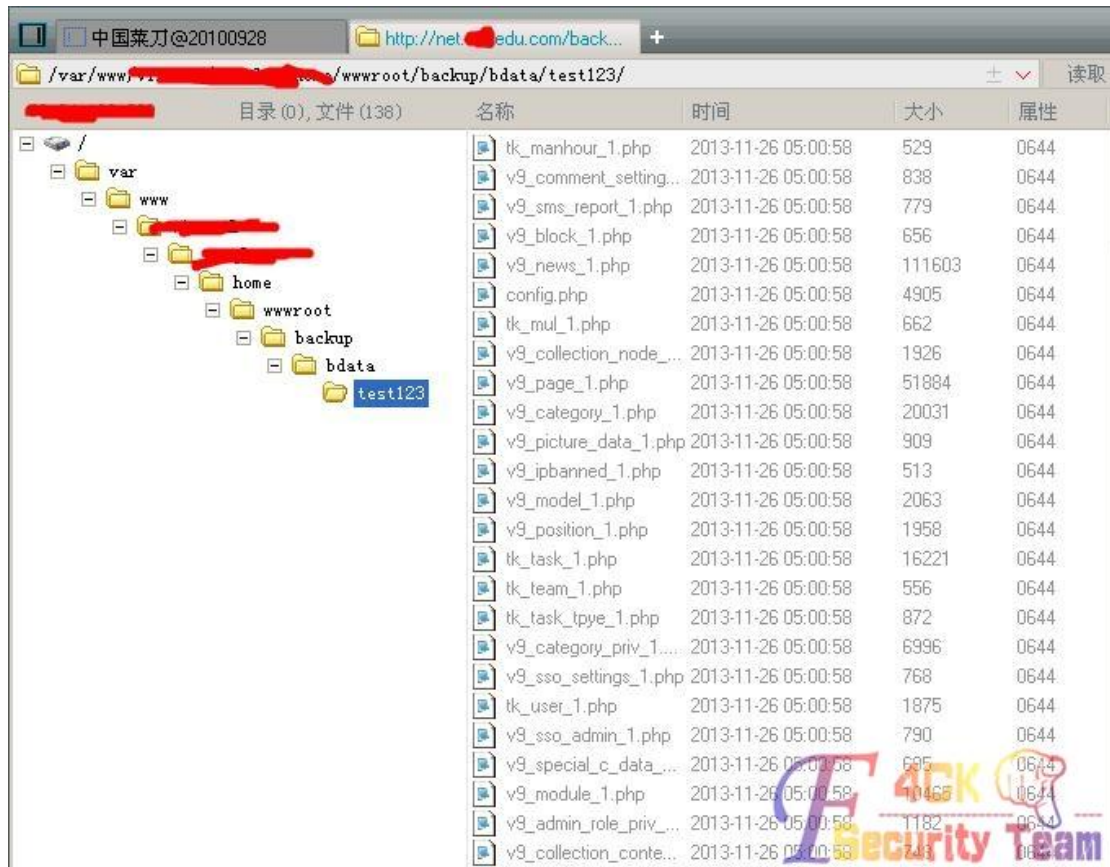 中国菜刀@20100928 http://net. edu.com/back... +
/var/www/ /wwwroot/backup/bdata/test123/ 读取
目录(0),文件(138) 名称 时间 大小 属性
/
var
www
home
wwwroot
backup
bdata
test123
tk_manhour_1.php 2013-11-26 05:00:58 529 0644
v9_comment_setting... 2013-11-26 05:00:58 838 0644
v9_sms_report_1.php 2013-11-26 05:00:58 779 0644
v9_block_1.php 2013-11-26 05:00:58 656 0644
v9_news_1.php 2013-11-26 05:00:58 111603 0644
config.php 2013-11-26 05:00:58 4905 0644
tk_mul_1.php 2013-11-26 05:00:58 662 0644
v9_collection_node_... 2013-11-26 05:00:58 1926 0644
v9_page_1.php 2013-11-26 05:00:58 51884 0644
v9_category_1.php 2013-11-26 05:00:58 20031 0644
v9_picture_data_1.php 2013-11-26 05:00:58 909 0644
v9_ipbanned_1.php 2013-11-26 05:00:58 513 0644
v9_model_1.php 2013-11-26 05:00:58 2063 0644
v9_position_1.php 2013-11-26 05:00:58 1958 0644
tk_task_1.php 2013-11-26 05:00:58 16221 0644
tk_team_1.php 2013-11-26 05:00:58 556 0644
tk_task_tpye_1.php 2013-11-26 05:00:58 872 0644
v9_category_priv_1.... 2013-11-26 05:00:58 6996 0644
v9_sso_settings_1.php 2013-11-26 05:00:58 768 0644
tk_user_1.php 2013-11-26 05:00:58 1875 0644
v9_sso_admin_1.php 2013-11-26 05:00:58 790 0644
v9_special_c_data_... 2013-11-26 05:00:58 0644
v9_module_1.php 2013-11-26 05:00:58 10465 0644
v9_admin_role_priv_... 2013-11-26 05:00:58 1182 0644
v9_collection_conte... 2013-11-26 05:00:58 743 0644
F4CK
Security Team